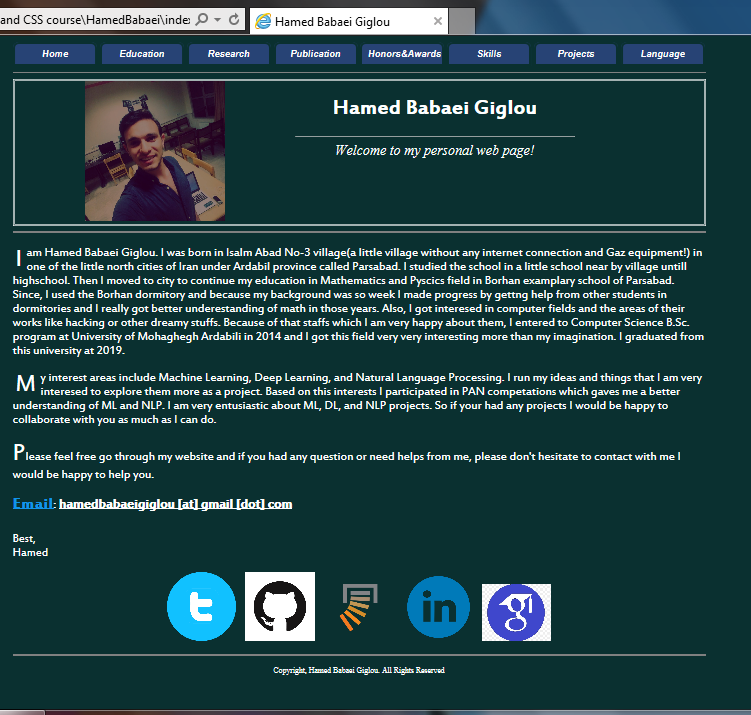 and CSS course\HamedBabaei\index
Hamed Babaei Giglou
Home Education Research Publication Honors&Awards Skills Projects Language
Hamed Babaei Giglou
Welcome to my personal web page!
I am Hamed Babaei Giglou. I was born in Isalm Abad No-3 village(a little village without any internet connection and Gaz equipment!) in
one of the little north cities of Iran under Ardabil province called Parsabad. I studied the school in a little school near by village untill
highschool. Then I moved to city to continue my education in Mathematics and Pyscics field in Borhan examplary school of Parsabad.
Since, I used the Borhan dormitory and because my background was so week I made progress by gettng help from other students in
dormitories and I really got better underestanding of math in those years. Also, I got interesed in computer fields and the areas of their
works like hacking or other dreamy stuffs. Because of that staffs which I am very happy about them, I entered to Computer Science B.Sc.
program at University of Mohaghegh Ardabili in 2014 and I got this field very very interesting more than my imagination. I graduated from
this university at 2019.
My interest areas include Machine Learning, Deep Learning, and Natural Language Processing. I run my ideas and things that I am very
interesed to explore them more as a project. Based on this interests I participated in PAN competations which gaves me a better
understanding of ML and NLP. I am very entusiastic about ML, DL, and NLP projects. So if your had any projects I would be happy to
collaborate with you as much as I can do.
Please feel free go through my website and if you had any question or need helps from me, please don't hesitate to contact with me I
would be happy to help you.
Email: hamedbabaeigiglou [at] gmail [dot] com
Best,
Hamed
in
Copyright, Hamed Babaei Giglou. All Rights Reserved